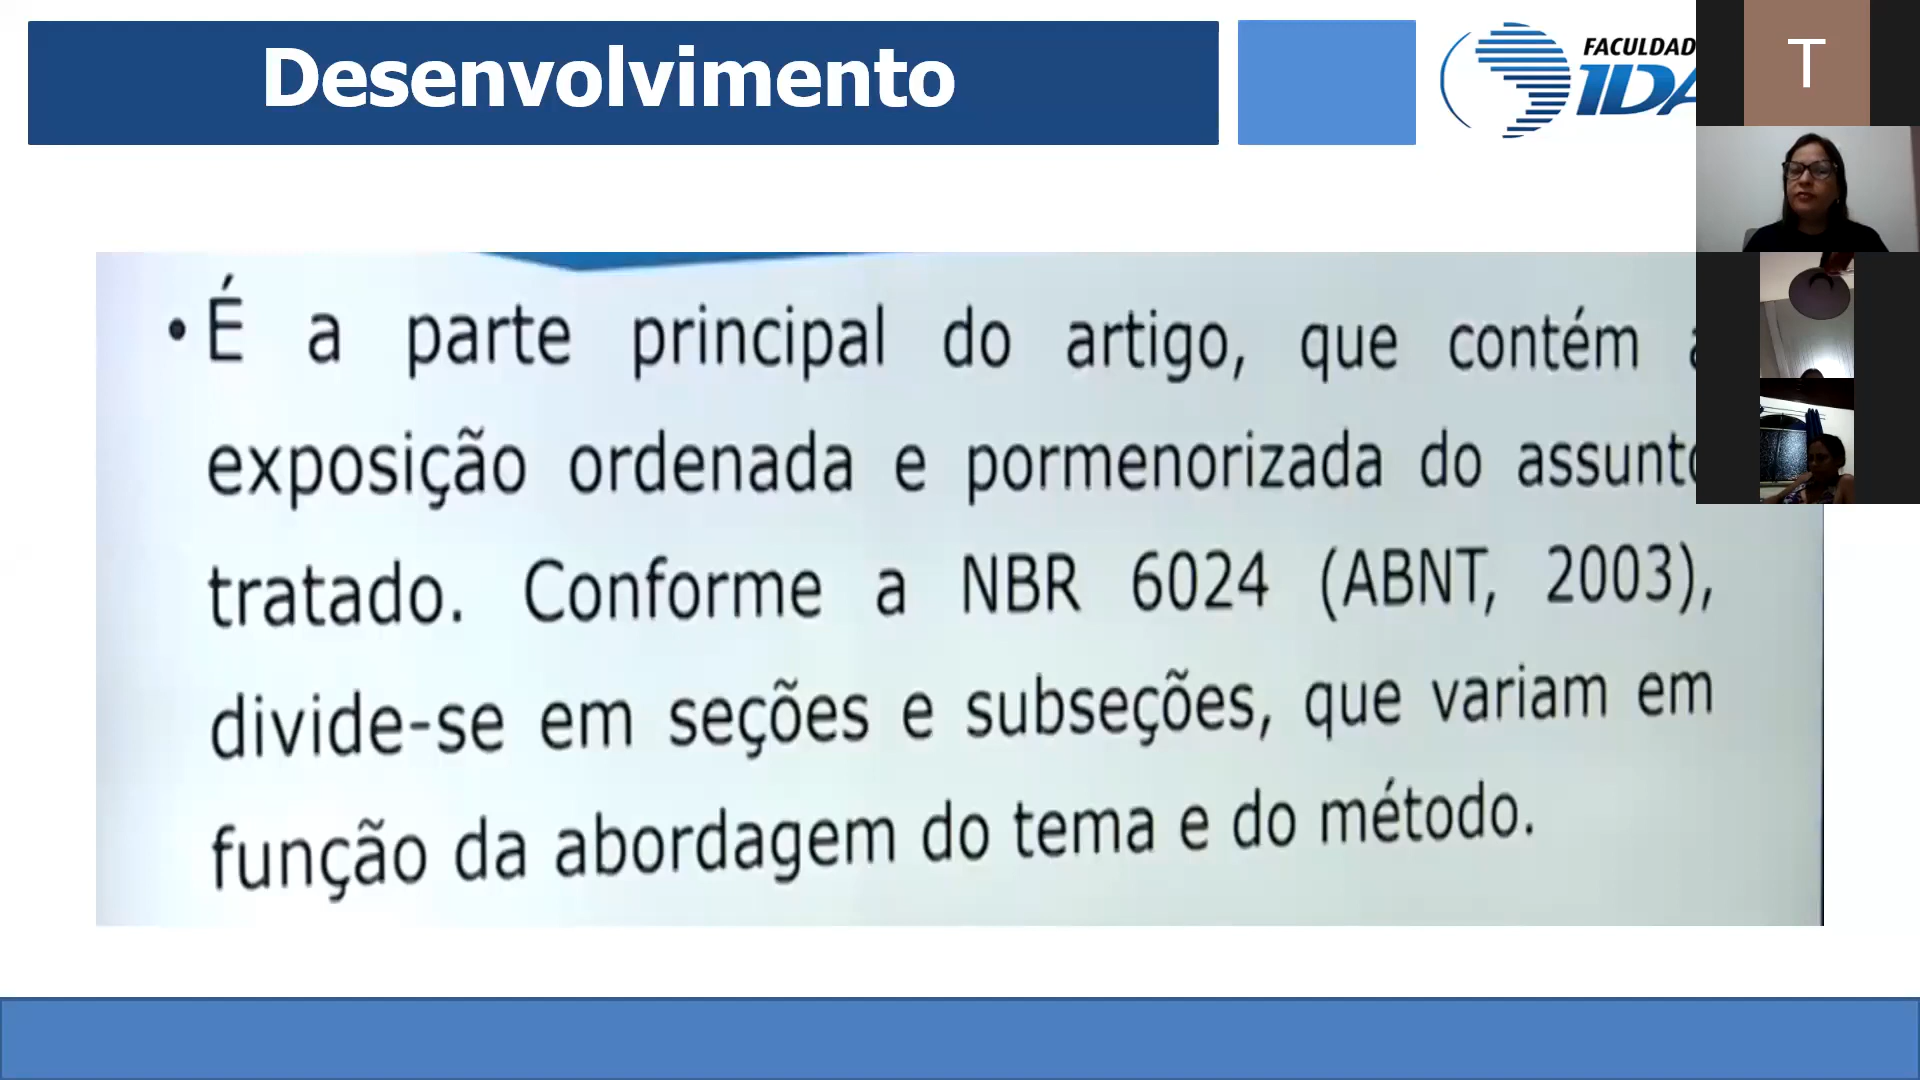 Desenvolvimento
FACULDAD
IDA
T
• É a parte principal do artigo, que contém
exposição ordenada e pormenorizada do assunto
tratado. Conforme a NBR 6024 (ABNT, 2003),
divide-se em seções e subseções, que variam em
função da abordagem do tema e do método.